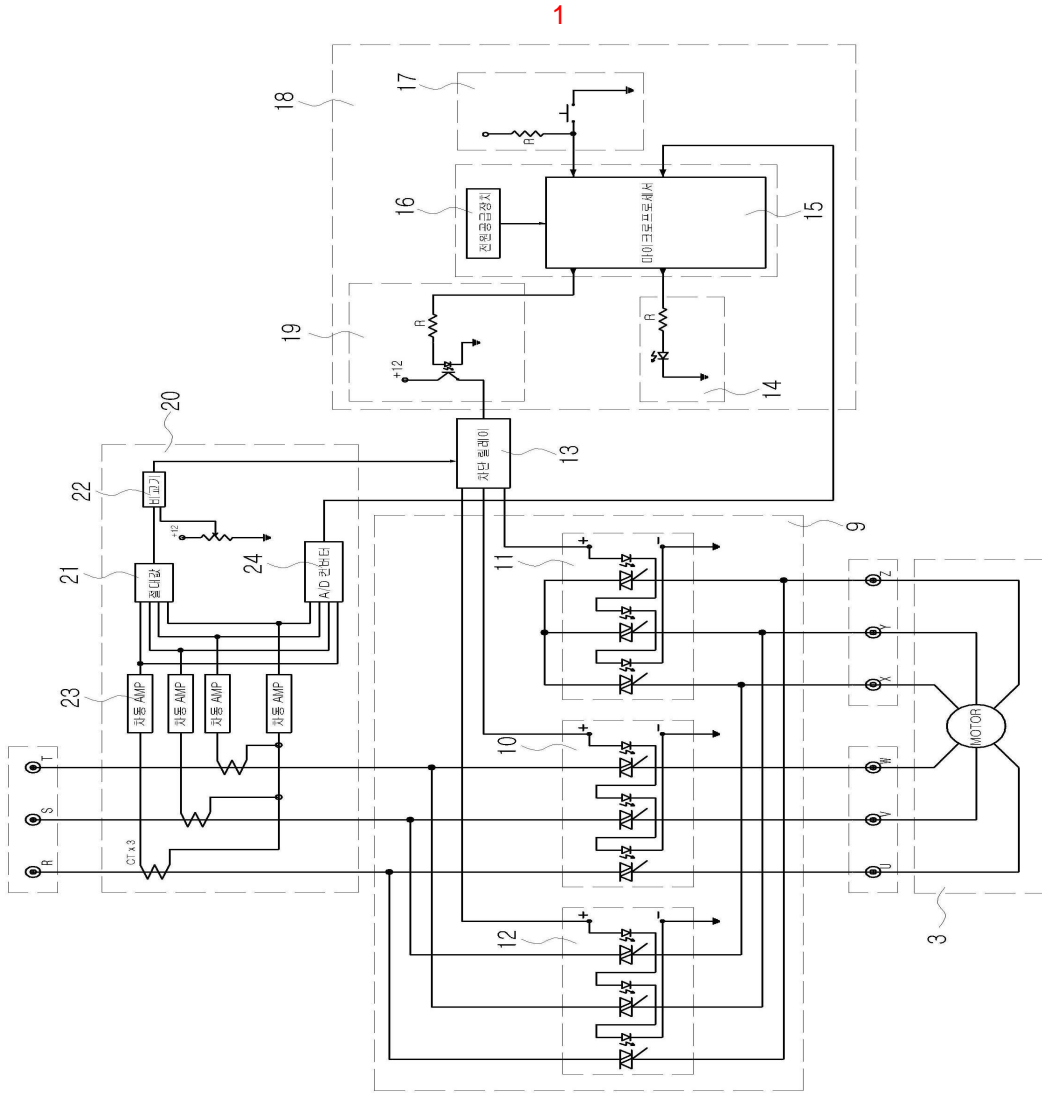 1
18
17
R
16
전원공급장치
마이크로프로세서
15
19
R
+12
R
14
20
차단 릴레이
13
22
비교기
+12
21
절대값
24
A/D 컨버터
23
차동 AMP
차동 AMP
차동 AMP
차동 AMP
T
S
R
CT x 3
9
11
+
-
10
+
-
12
+
-
Z
Y
X
W
V
U
MOTOR
3